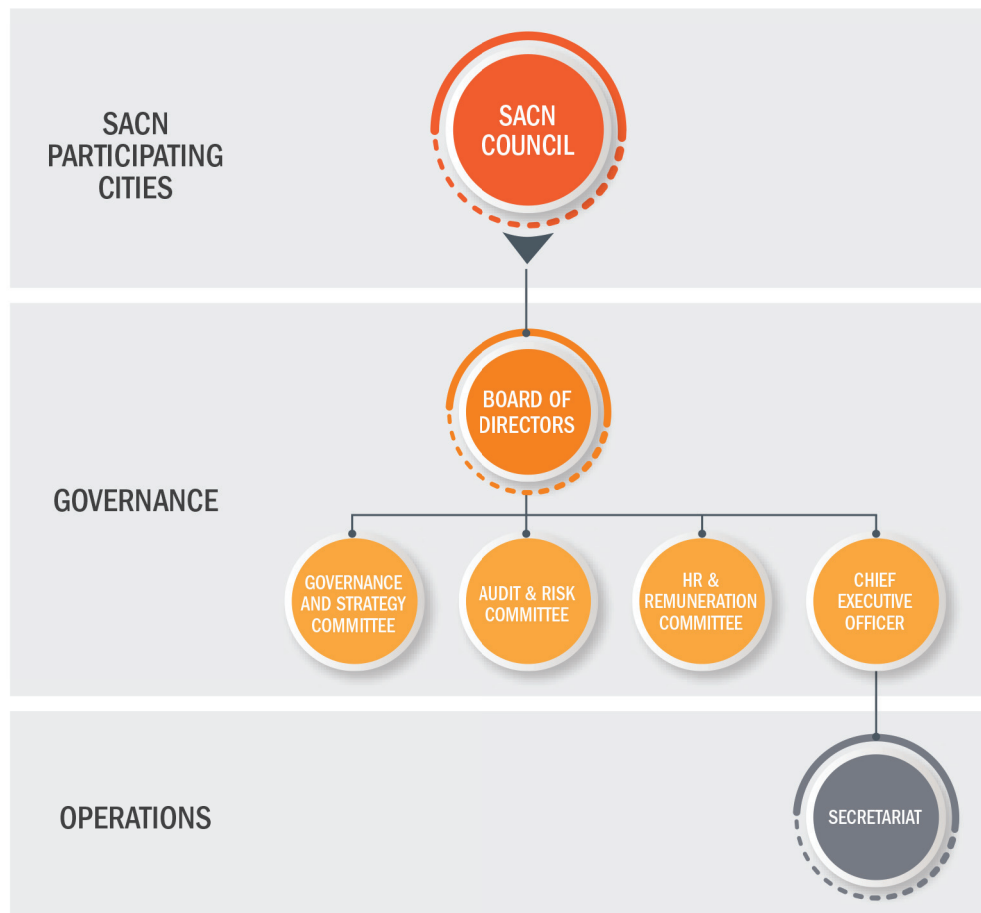 SACN
PARTICIPATING
CITIES
SACN
COUNCIL
GOVERNANCE
BOARD OF
DIRECTORS
GOVERNANCE
AND STRATEGY
COMMITTEE
AUDIT & RISK
COMMITTEE
HR &
REMUNERATION
COMMITTEE
CHIEF
EXECUTIVE
OFFICER
OPERATIONS
SECRETARIAT